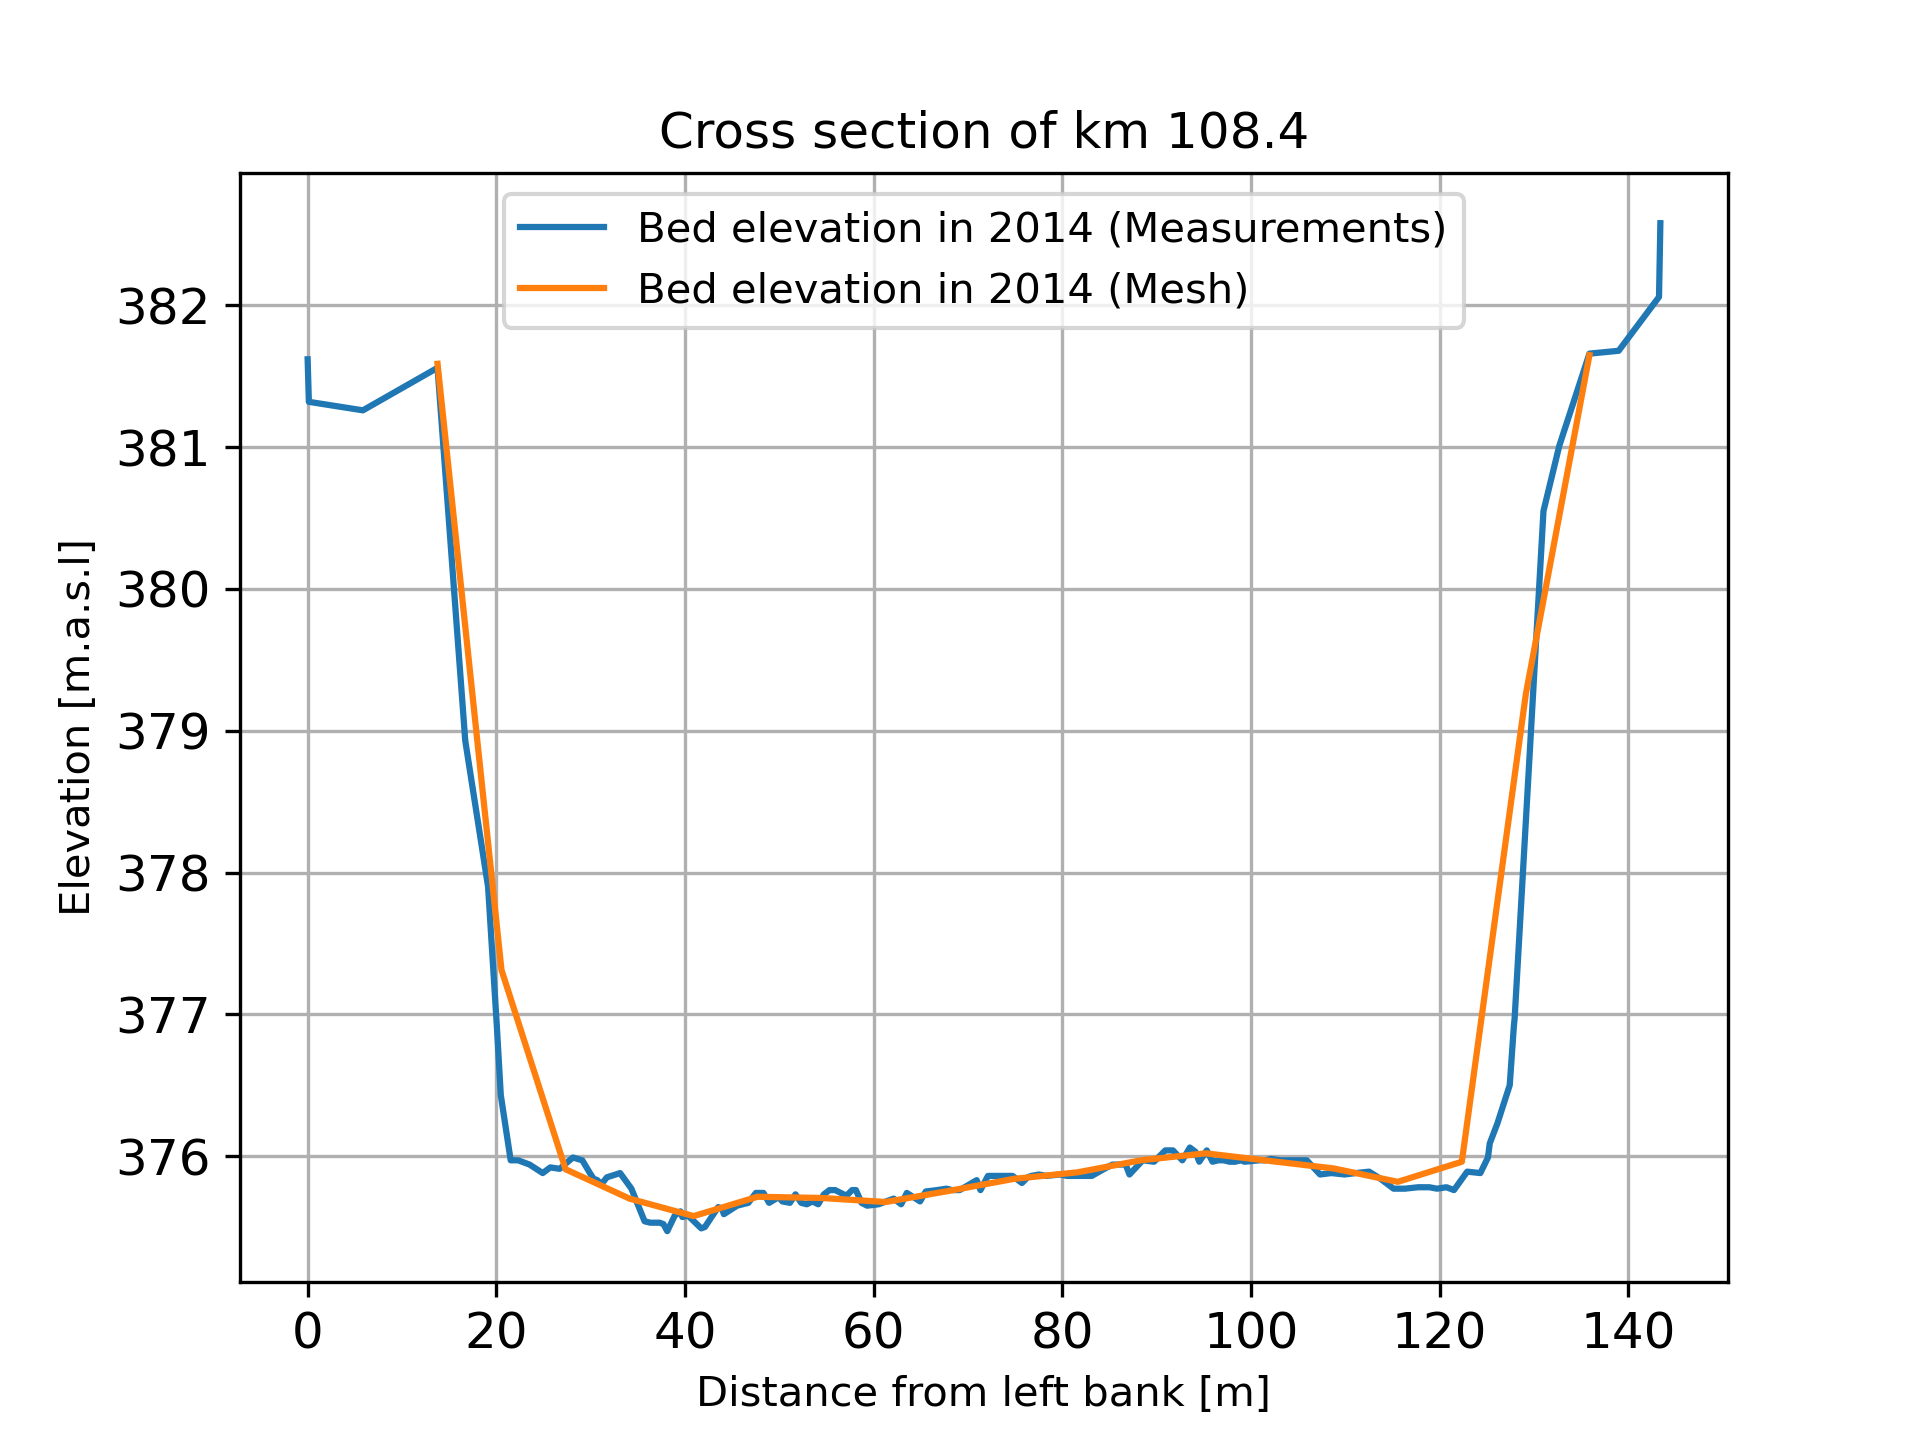 Cross section of km 108.4
Bed elevation in 2014 (Measurements)
Bed elevation in 2014 (Mesh)
382
381
380
379
378
377
376
Elevation [m.a.s.l]
0 20 40 60 80 100 120 140
Distance from left bank [m]